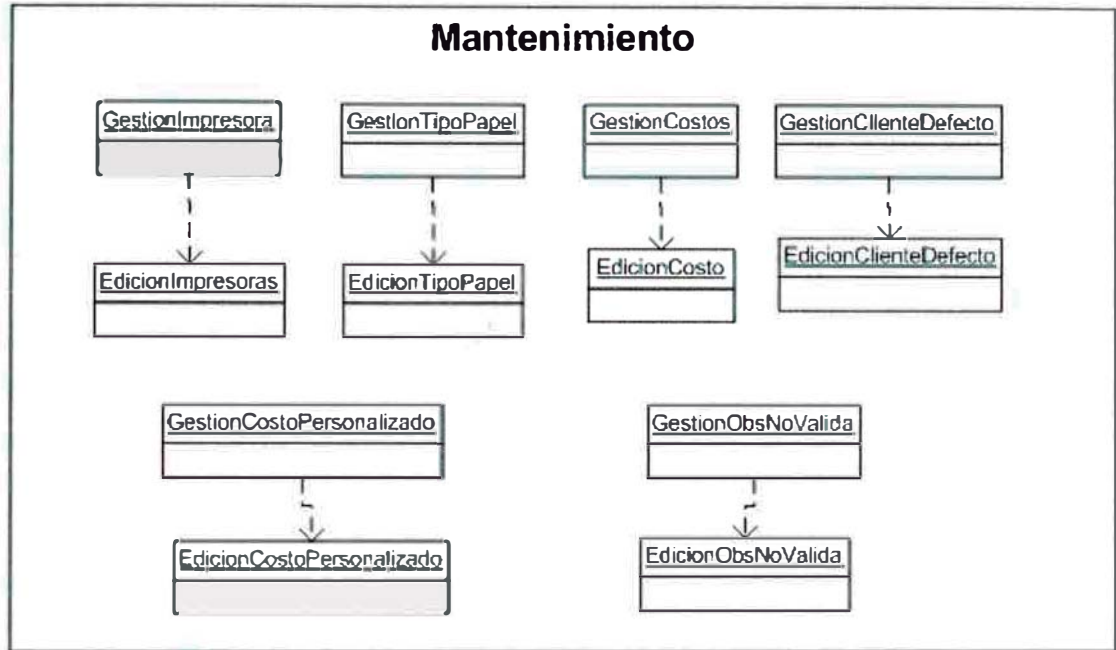 Mantenimiento
GestionImpresora
GestionTipoPapel
GestionCostos
GestionClienteDefecto
EdicionImpresoras
EdicionTipoPapel
EdicionCosto
EdicionClienteDefecto
GestionCostoPersonalizado
GestionObsNoValida
EdicionCostoPersonalizado
EdicionObsNoValida